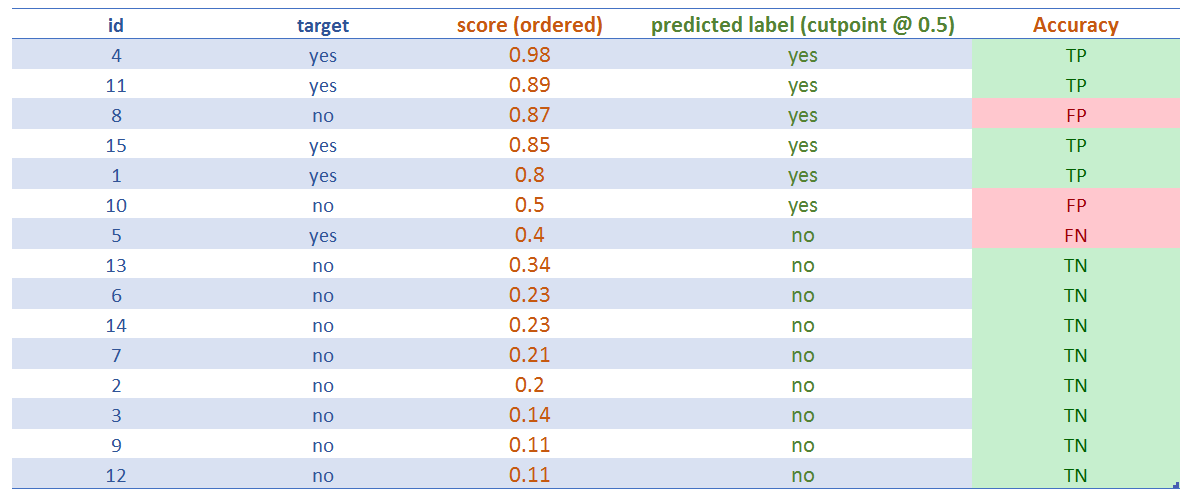 id target score (ordered) predicted label (cutpoint @ 0.5) Accuracy
4 yes 0.98 yes TP
11 yes 0.89 yes TP
8 no 0.87 yes FP
15 yes 0.85 yes TP
1 yes 0.8 yes TP
10 no 0.5 yes FP
5 yes 0.4 no FN
13 no 0.34 no TN
6 no 0.23 no TN
14 no 0.23 no TN
7 no 0.21 no TN
2 no 0.2 no TN
3 no 0.14 no TN
9 no 0.11 no TN
12 no 0.11 no TN